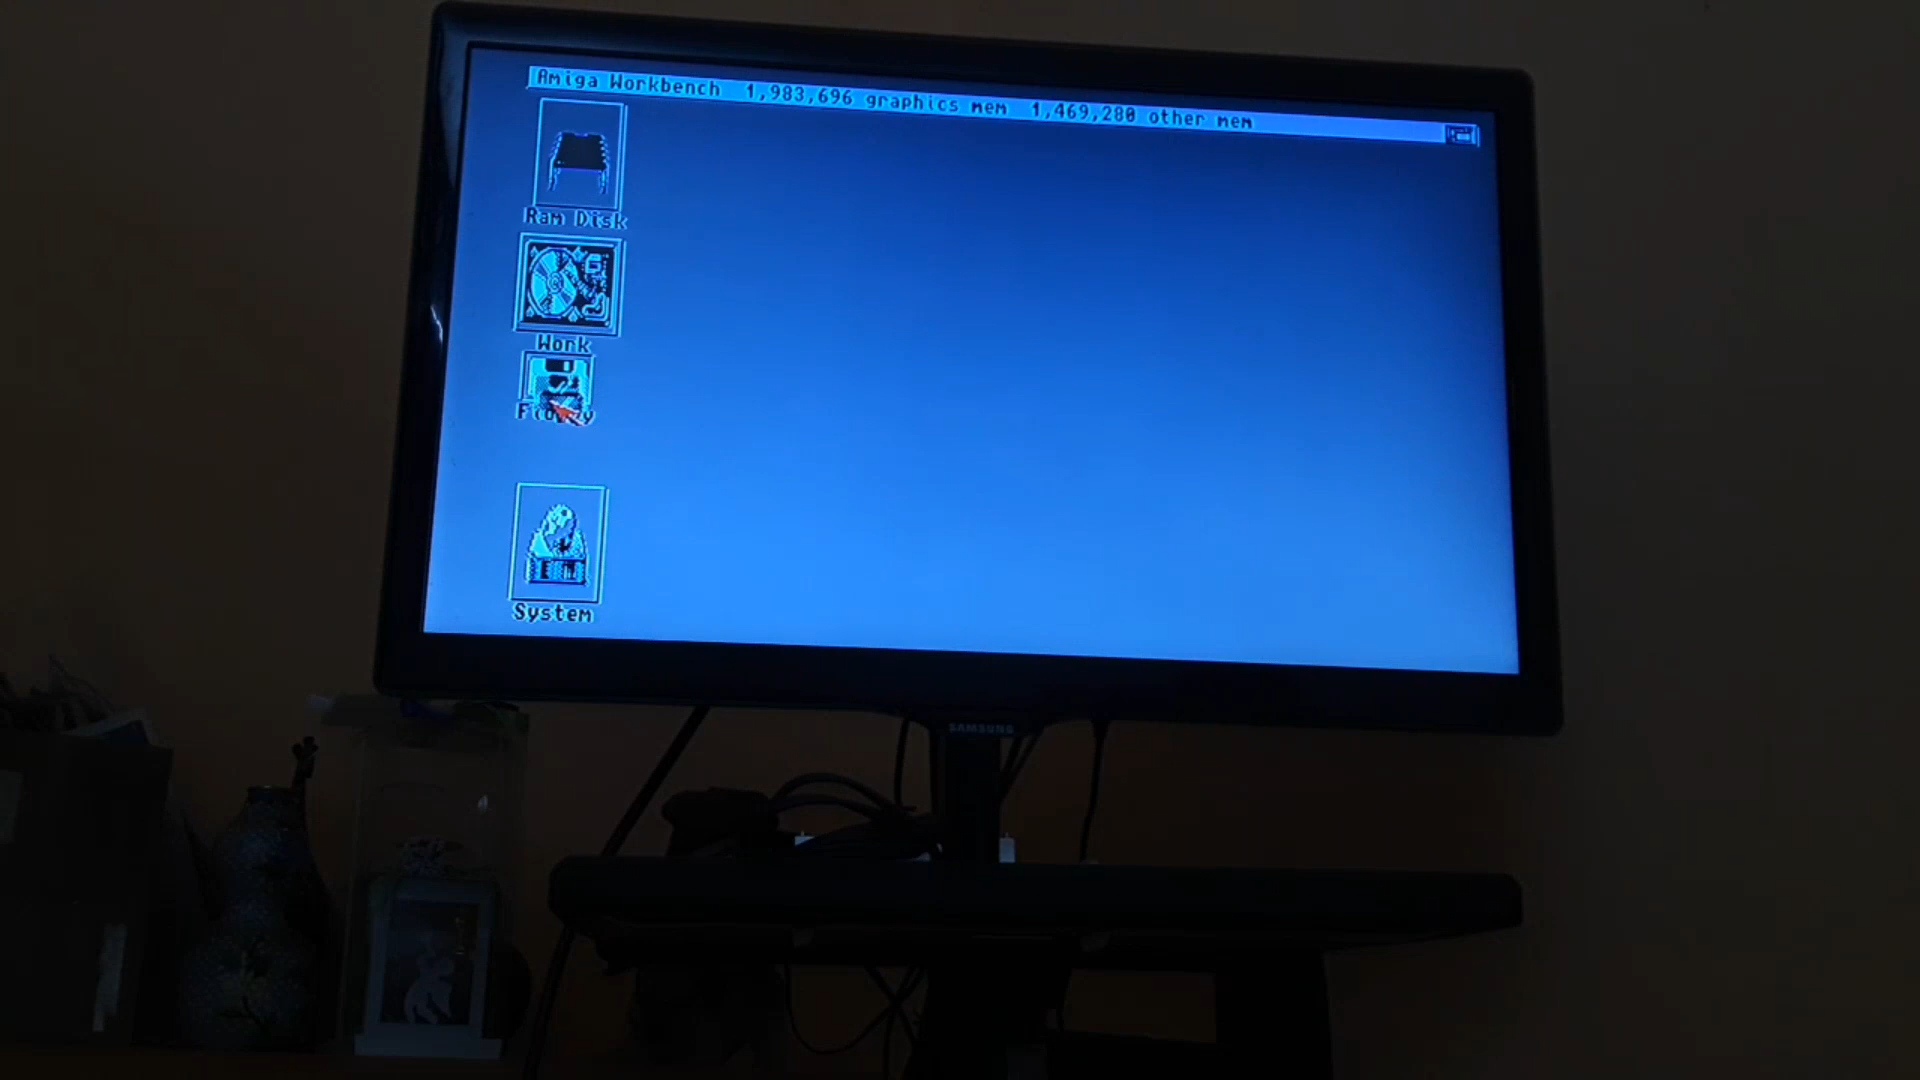 Amiga Workbench 1,983,696 graphics mem 1,469,280 other mem
Ram Disk
Work
System
SAMSUNG